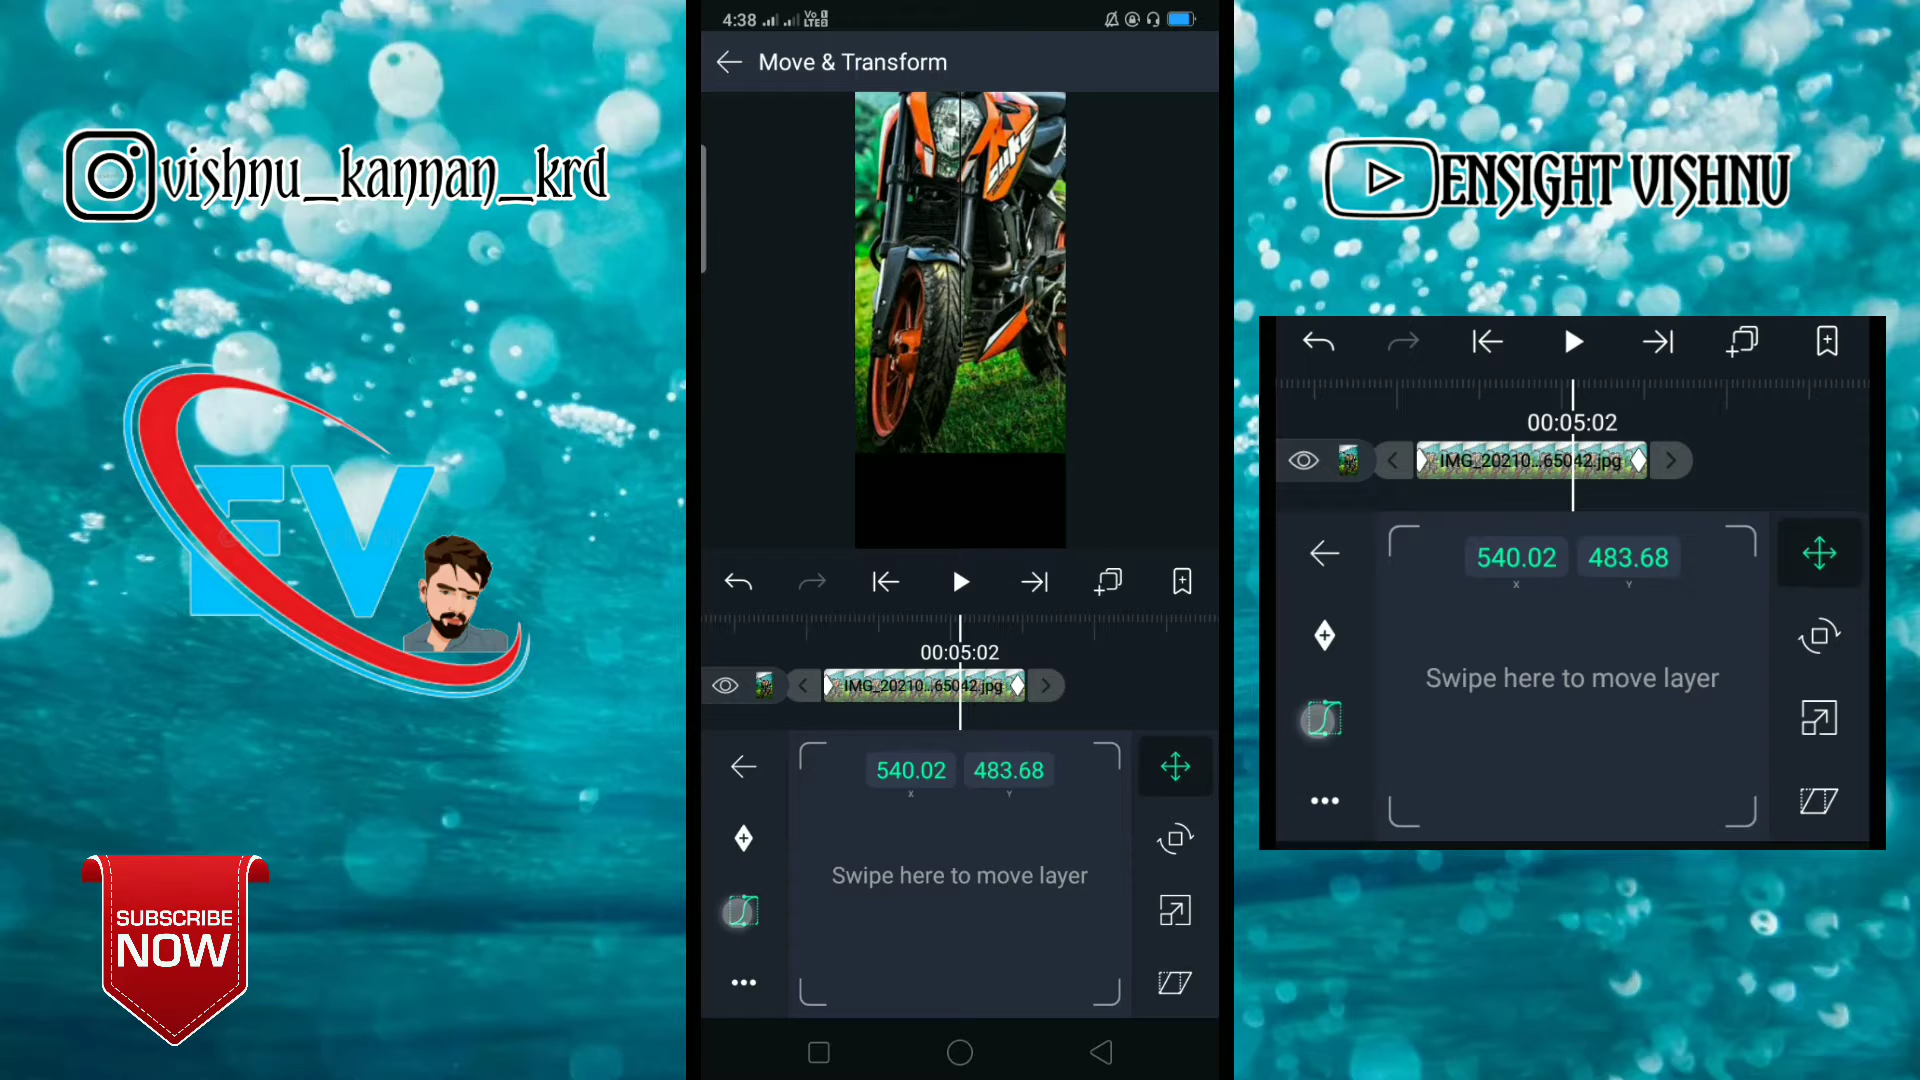 4:38 Vo LTE
Move & Transform
vishnu_kannan_krd
ENSIGHT VISHNU
DUKE
EV
00:05:02
IMG_20210...65042.jpg
540.02 483.68
X Y
Swipe here to move layer
00:05:02
IMG_20210...65042.jpg
540.02 483.68
X Y
Swipe here to move layer
SUBSCRIBE
NOW